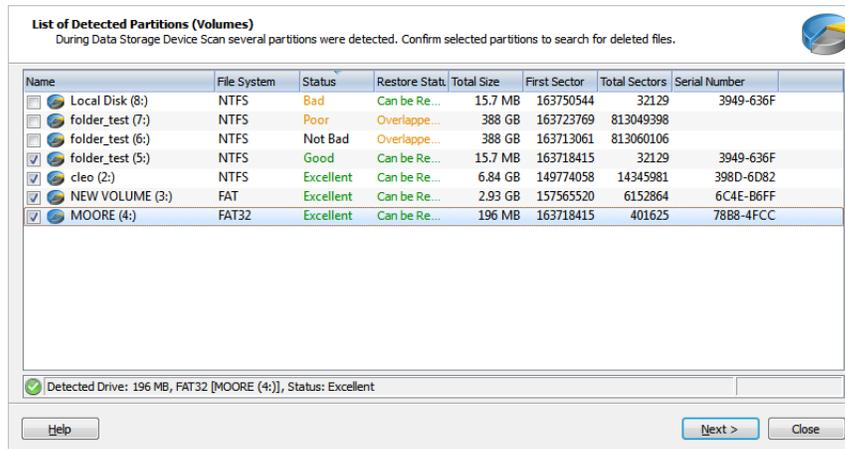 List of Detected Partitions (Volumes)
During Data Storage Device Scan several partitions were detected. Confirm selected partitions to search for deleted files.
Name File System Status Restore Statu Total Size First Sector Total Sectors Serial Number
Local Disk (8:) NTFS Bad Can be Re... 15.7 MB 163750544 32129 3949-636F
folder_test (7:) NTFS Poor Overlappe... 388 GB 163723769 813049398
folder_test (6:) NTFS Not Bad Overlappe... 388 GB 163713061 813060106
folder_test (5:) NTFS Good Can be Re... 15.7 MB 163718415 32129 3949-636F
cleo (2:) NTFS Excellent Can be Re... 6.84 GB 149774058 14345981 398D-6D82
NEW VOLUME (3:) FAT Excellent Can be Re... 2.93 GB 157565520 6152864 6C4E-B6FF
MOORE (4:) FAT32 Excellent Can be Re... 196 MB 163718415 401625 78B8-4FCC
Detected Drive: 196 MB, FAT32 [MOORE (4:)], Status: Excellent
Help Next > Close